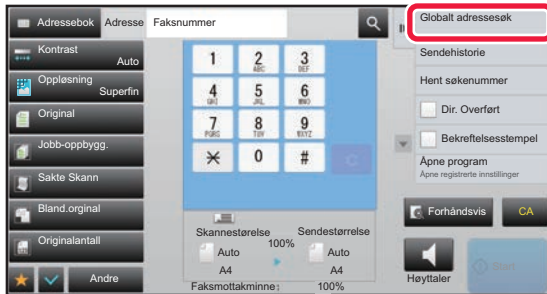 Adressebok
Adresse
Faksnummer
Kontrast
Auto
Oppløsning
Superfin
Original
Jobb-oppbygg.
Sakte Skann
Bland.orginal
Originalantall
Andre
1
2
ABC
3
DEF
4
GHI
5
JKL
6
MNO
7
PQRS
8
TUV
9
WXYZ
0
#
C
Skannestørelse
Sendestørrelse
100%
Auto
Auto
A4
A4
Faksmottakminne:
100%
Globalt adressesøk
Sendehistorie
Hent søkenummer
Dir. Overført
Bekreftelsesstempel
Åpne program
Åpne registrerte innstillinger
Forhåndsvis
CA
Høyttaler
Start